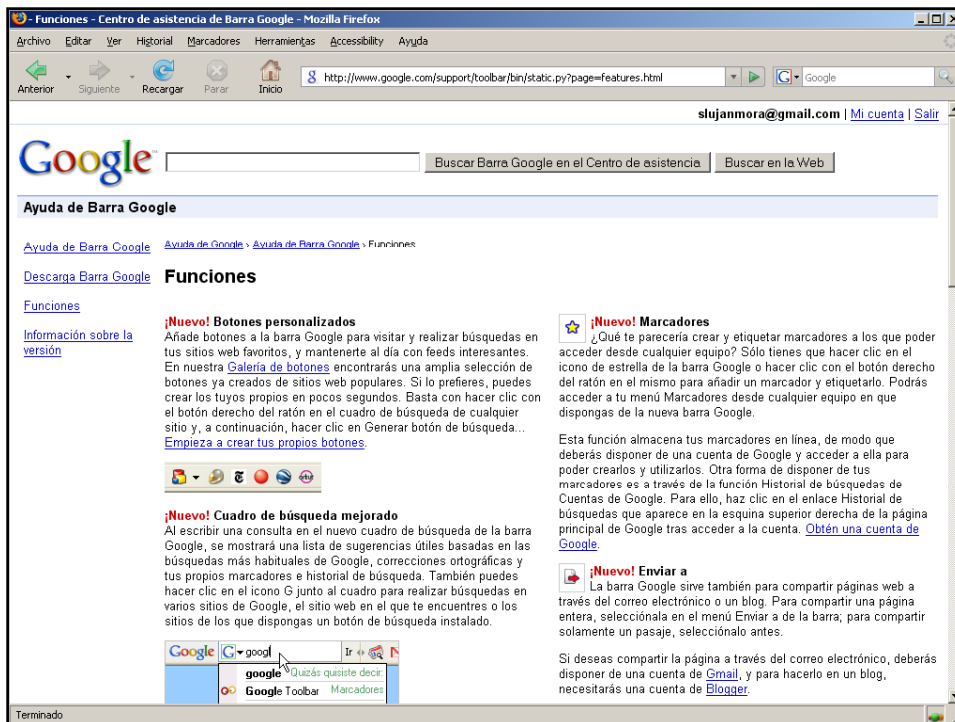 - Funciones - Centro de asistencia de Barra Google - Mozilla Firefox
Archivo Editar Ver Historial Marcadores Herramientas Accessibility Ayuda
Anterior Siguiente Recargar Parar Inicio
http://www.google.com/support/toolbar/bin/static.py?page=features.html
G Google
slujanmora@gmail.com | Mi cuenta | Salir
Google™
Buscar Barra Google en el Centro de asistencia
Buscar en la Web
Ayuda de Barra Google
Ayuda de Barra Google
Descarga Barra Google
Funciones
Información sobre la
versión
Ayuda de Google > Ayuda de Barra Google > Funciones
Funciones
¡Nuevo! Botones personalizados
Añade botones a la barra Google para visitar y realizar búsquedas en
tus sitios web favoritos, y mantenerte al día con feeds interesantes.
En nuestra Galería de botones encontrarás una amplia selección de
botones ya creados de sitios web populares. Si lo prefieres, puedes
crear los tuyos propios en pocos segundos. Basta con hacer clic con
el botón derecho del ratón en el cuadro de búsqueda de cualquier
sitio y, a continuación, hacer clic en Generar botón de búsqueda...
Empieza a crear tus propios botones.
¡Nuevo! Cuadro de búsqueda mejorado
Al escribir una consulta en el nuevo cuadro de búsqueda de la barra
Google, se mostrará una lista de sugerencias útiles basadas en las
búsquedas más habituales de Google, correcciones ortográficas y
tus propios marcadores e historial de búsqueda. También puedes
hacer clic en el icono G junto al cuadro para realizar búsquedas en
varios sitios de Google, el sitio web en el que te encuentres o los
sitios de los que dispongas un botón de búsqueda instalado.
Google G googl Ir N
google Quizás quisiste decir:
Google Toolbar Marcadores
¡Nuevo! Marcadores
¿Qué te parecería crear y etiquetar marcadores a los que poder
acceder desde cualquier equipo? Sólo tienes que hacer clic en el
icono de estrella de la barra Google o hacer clic con el botón derecho
del ratón en el mismo para añadir un marcador y etiquetarlo. Podrás
acceder a tu menú Marcadores desde cualquier equipo en que
dispongas de la nueva barra Google.
Esta función almacena tus marcadores en línea, de modo que
deberás disponer de una cuenta de Google y acceder a ella para
poder crearlos y utilizarlos. Otra forma de disponer de tus
marcadores es a través de la función Historial de búsquedas de
Cuentas de Google. Para ello, haz clic en el enlace Historial de
búsquedas que aparece en la esquina superior derecha de la página
principal de Google tras acceder a la cuenta. Obtén una cuenta de
Google.
¡Nuevo! Enviar a
La barra Google sirve también para compartir páginas web a
través del correo electrónico o un blog. Para compartir una página
entera, selecciónala en el menú Enviar a de la barra; para compartir
solamente un pasaje, selecciónalo antes.
Si deseas compartir la página a través del correo electrónico, deberás
disponer de una cuenta de Gmail, y para hacerlo en un blog,
necesitarás una cuenta de Blogger.
Terminado